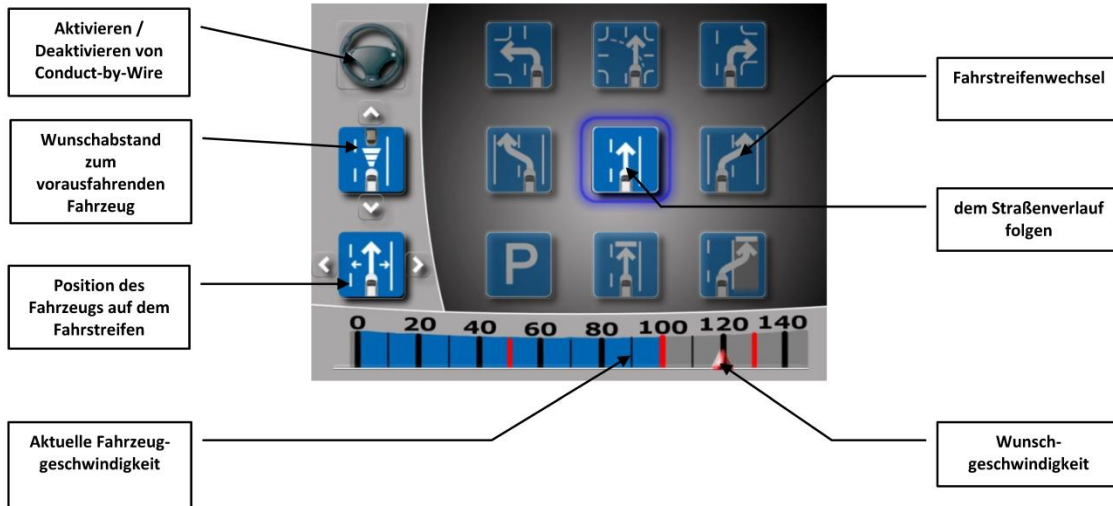 Aktivieren /
Deaktivieren von
Conduct-by-Wire
Wunschabstand
zum
vorausfahrenden
Fahrzeug
Position des
Fahrzeugs auf dem
Fahrstreifen
Aktuelle Fahrzeug-
geschwindigkeit
P
0 20 40 60 80 100 120 140
Fahrstreifenwechsel
dem Straßenverlauf
folgen
Wunsch-
geschwindigkeit